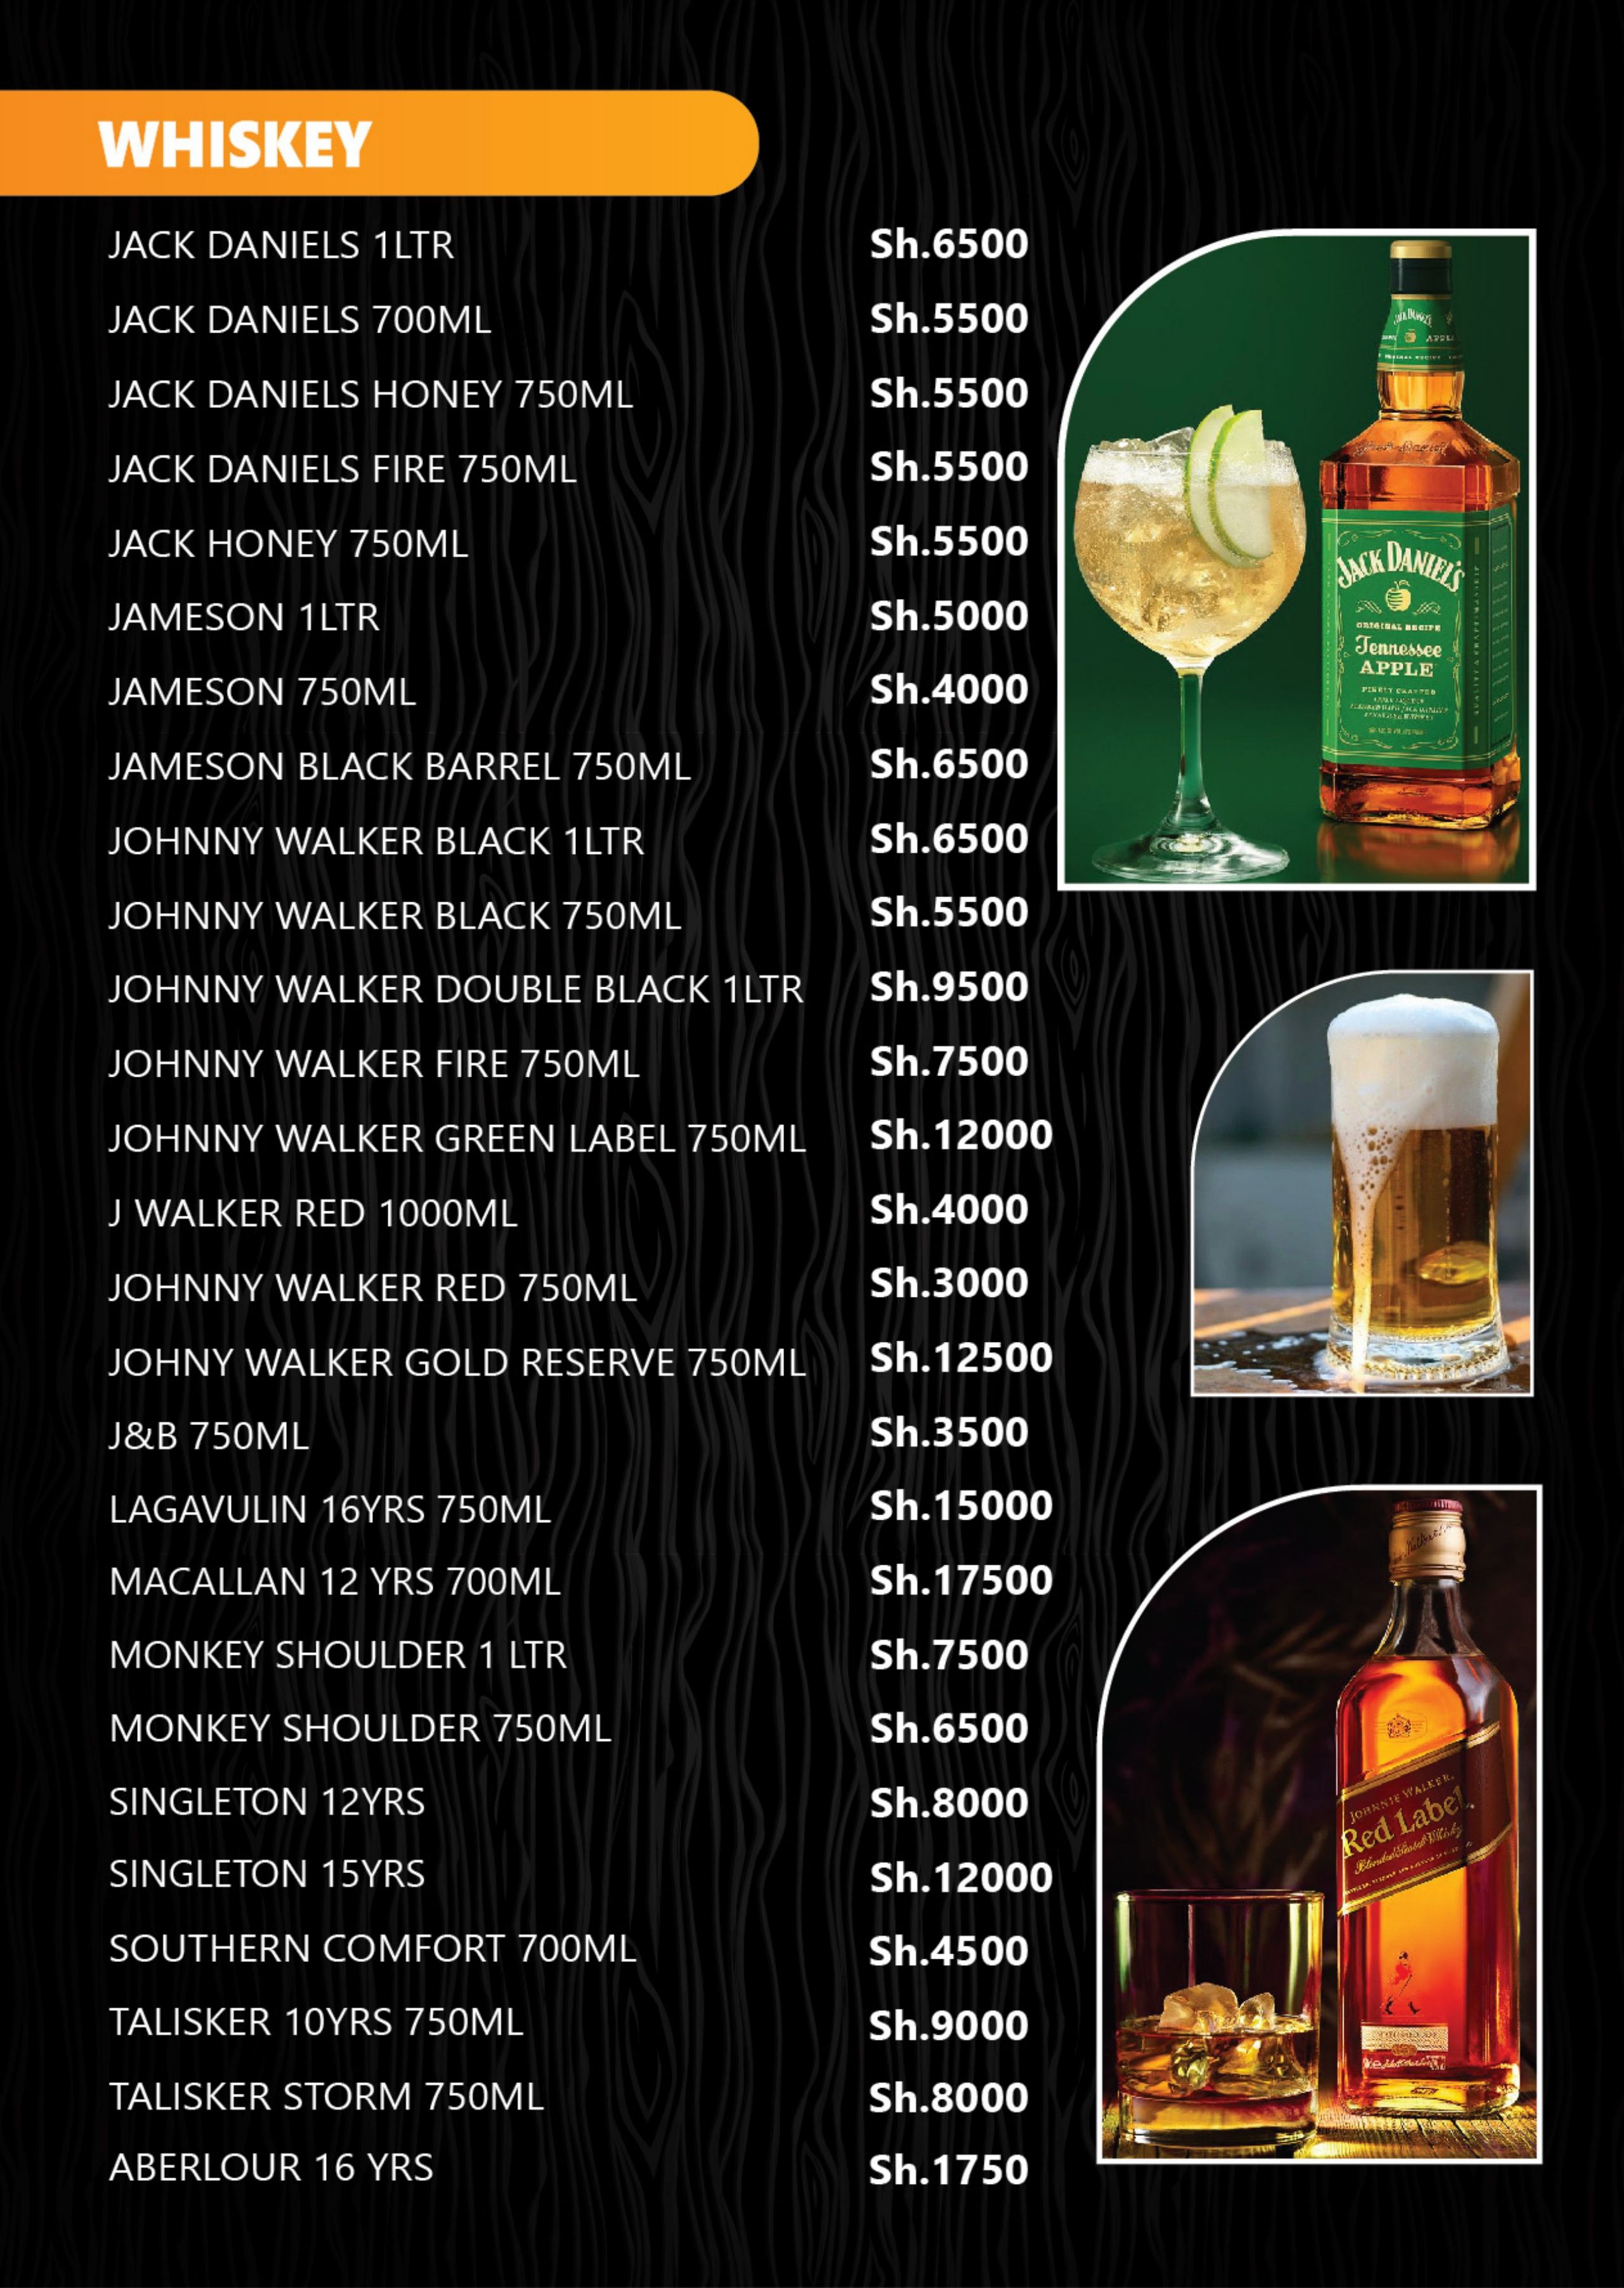 WHISKEY
JACK DANIELS 1LTR Sh.6500
JACK DANIELS 700ML Sh.5500
JACK DANIELS HONEY 750ML Sh.5500
JACK DANIELS FIRE 750ML Sh.5500
JACK HONEY 750ML Sh.5500
JAMESON 1LTR Sh.5000
JAMESON 750ML Sh.4000
JAMESON BLACK BARREL 750ML Sh.6500
JOHNNY WALKER BLACK 1LTR Sh.6500
JOHNNY WALKER BLACK 750ML Sh.5500
JOHNNY WALKER DOUBLE BLACK 1LTR Sh.9500
JOHNNY WALKER FIRE 750ML Sh.7500
JOHNNY WALKER GREEN LABEL 750ML Sh.12000
J WALKER RED 1000ML Sh.4000
JOHNNY WALKER RED 750ML Sh.3000
JOHNY WALKER GOLD RESERVE 750ML Sh.12500
J&B 750ML Sh.3500
LAGAVULIN 16YRS 750ML Sh.15000
MACALLAN 12 YRS 700ML Sh.17500
MONKEY SHOULDER 1 LTR Sh.7500
MONKEY SHOULDER 750ML Sh.6500
SINGLETON 12YRS Sh.8000
SINGLETON 15YRS Sh.12000
SOUTHERN COMFORT 700ML Sh.4500
TALISKER 10YRS 750ML Sh.9000
TALISKER STORM 750ML Sh.8000
ABERLOUR 16 YRS Sh.1750
JACK DANIEL'S
ORIGINAL RECIPE
Tennessee
APPLE
FINELY CRAFTED
JOHNNIE WALKER
Red Label
Blended Scotch Whisky